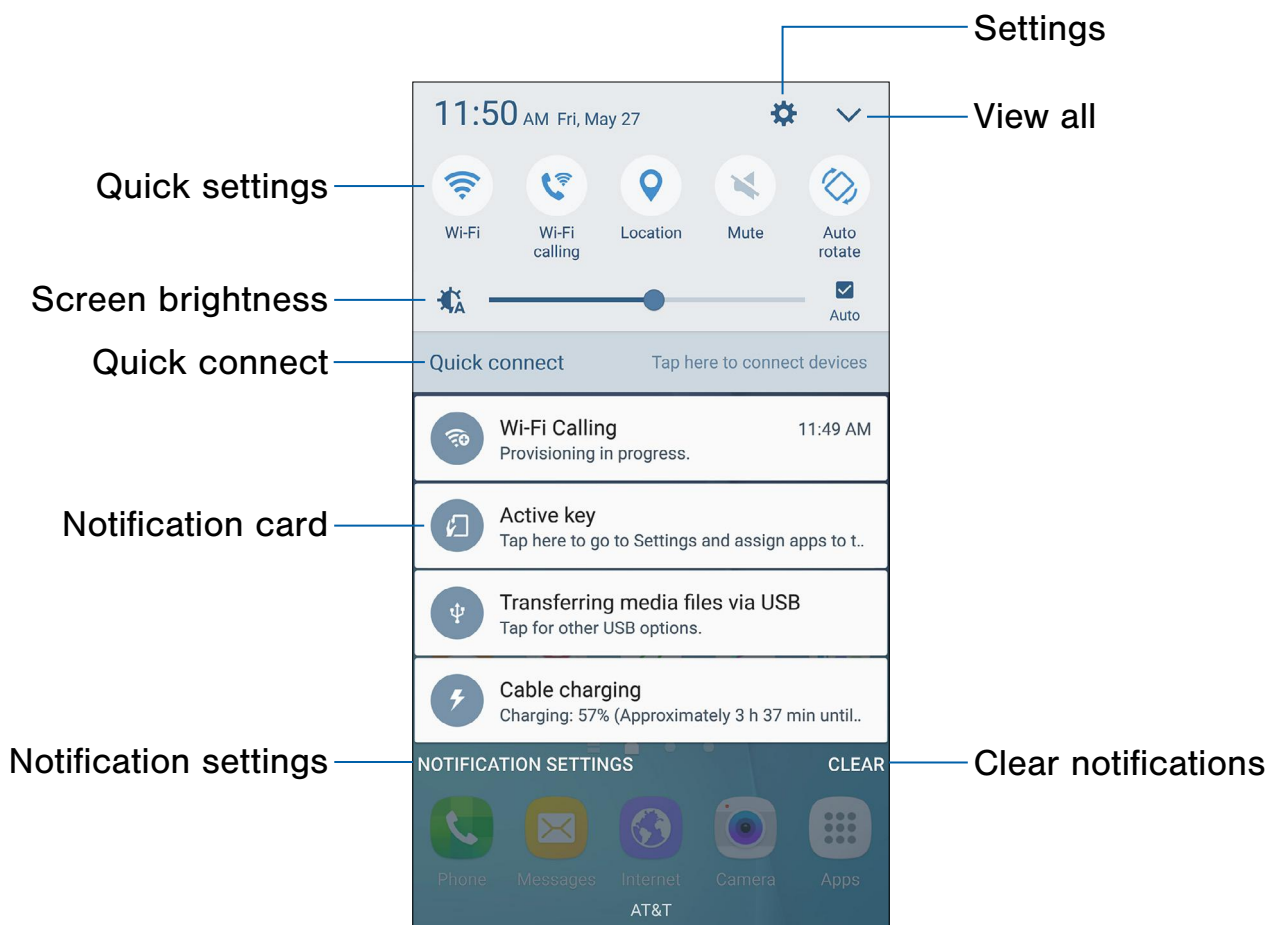 Settings
11:50 AM Fri, May 27
View all
Quick settings
Wi-Fi
Wi-Fi calling
Location
Mute
Auto rotate
Screen brightness
A
Auto
Quick connect
Quick connect
Tap here to connect devices
Wi-Fi Calling
11:49 AM
Provisioning in progress.
Notification card
Active key
Tap here to go to Settings and assign apps to t..
Transferring media files via USB
Tap for other USB options.
Cable charging
Charging: 57% (Approximately 3 h 37 min until..
Notification settings
NOTIFICATION SETTINGS
CLEAR
Clear notifications
Phone
Messages
Internet
Camera
Apps
AT&T